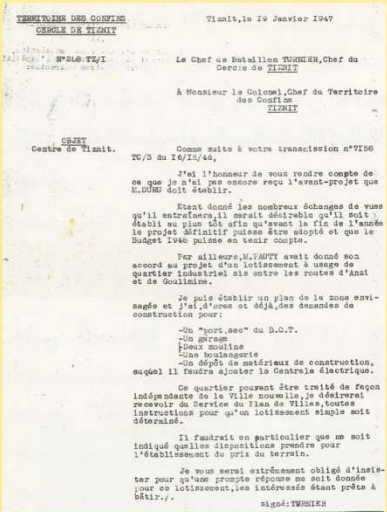 TERRITOIRE DES CONFINS
CERCLE DE TIZNIT
Tiznit, le 19 Janvier 1947
N°248 TZ/I
Le Chef de Bataillon TURNIER, Chef du
Cercle de TIZNIT
à Monsieur le Colonel, Chef du Territoire
des Confins
TIZNIT
OBJET
Centre de Tiznit.
Comme suite à votre transmission n°7158
TC/3 du 16/12/46,
J'ai l'honneur de vous rendre compte de
ce que je n'ai pas encore reçu l'avant-projet que
M.DURU doit établir.
Etant donné les nombreux échanges de vues
qu'il entraînera, il serait désirable qu'il soit
établi au plus tôt afin qu'avant la fin de l'année
le projet définitif puisse être adopté et que le
Budget 1948 puisse en tenir compte.
Par ailleurs, M.PAUTY avait donné son
accord au projet d'un lotissement à usage de
quartier industriel sis entre les routes d'Anzi
et de Goulimine.
Je puis établir un plan de la zone envi-
sagée et j'ai, d'ores et déjà, des demandes de
construction pour:
-Un "port sec" du B.C.T.
-Un garage
-Deux moulins
-Une boulangerie
-Un dépôt de matériaux de construction,
auquel il faudra ajouter la Centrale électrique.
Ce quartier pouvant être traité de façon
indépendante de la Ville nouvelle, je désirerai
recevoir du Service du Plan de Villes, toutes
instructions pour qu'un lotissement simple soit
déterminé.
Il faudrait en particulier que me soit
indiqué quelles dispositions prendre pour
l'établissement du prix du terrain.
Je vous serai extrêmement obligé d'insis-
ter pour qu'une prompte réponse me soit donnée
pour ce lotissement, les intéressés étant prêts à
bâtir./.
signé:TURNIER